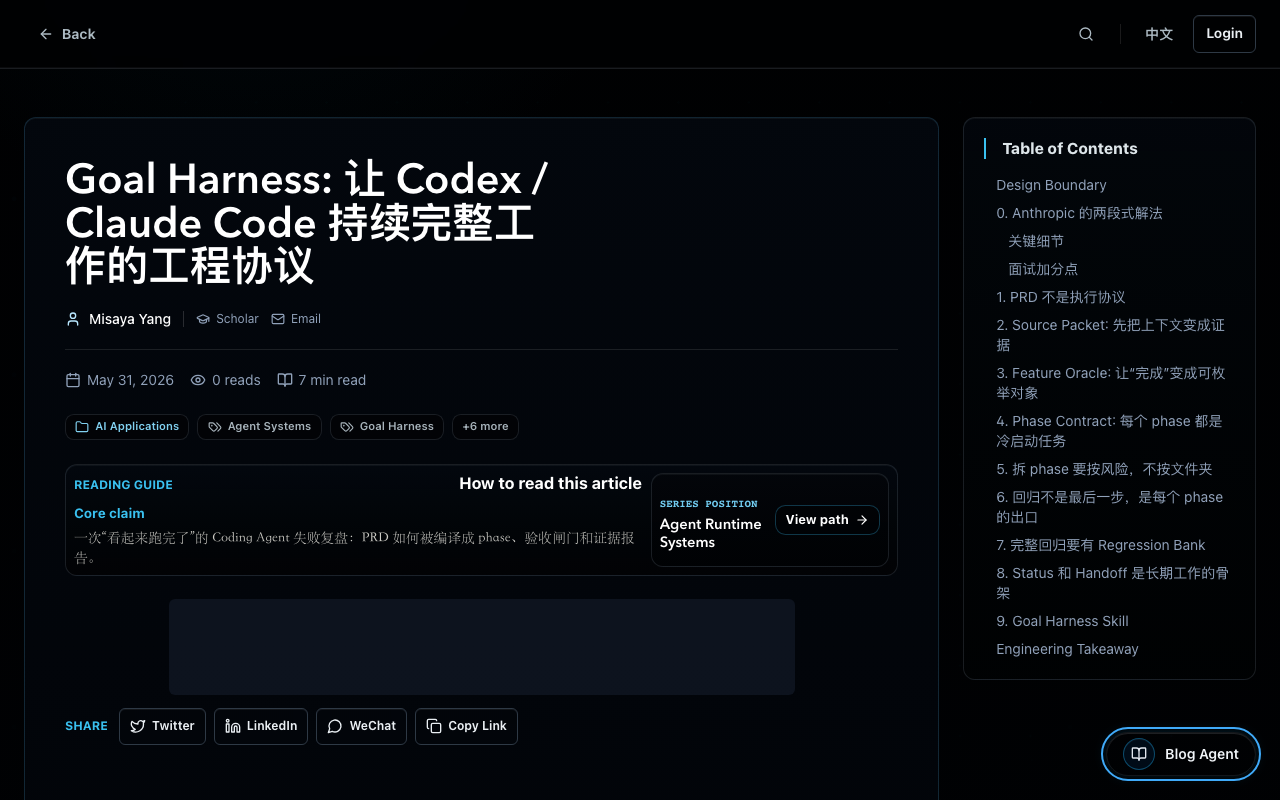 Back
中文
Login
Goal Harness: 让 Codex /
Claude Code 持续完整工
作的工程协议
Misaya Yang
Scholar
Email
May 31, 2026
0 reads
7 min read
AI Applications
Agent Systems
Goal Harness
+6 more
READING GUIDE
How to read this article
Core claim
一次“看起来跑完了”的 Coding Agent 失败复盘：PRD 如何被编译成 phase、验收闸门和证据报
告。
SERIES POSITION
Agent Runtime
Systems
View path
SHARE
Twitter
LinkedIn
WeChat
Copy Link
Table of Contents
Design Boundary
0. Anthropic 的两段式解法
关键细节
面试加分点
1. PRD 不是执行协议
2. Source Packet: 先把上下文变成证
据
3. Feature Oracle: 让“完成”变成可枚
举对象
4. Phase Contract: 每个 phase 都是
冷启动任务
5. 拆 phase 要按风险，不按文件夹
6. 回归不是最后一步，是每个 phase
的出口
7. 完整回归要有 Regression Bank
8. Status 和 Handoff 是长期工作的骨
架
9. Goal Harness Skill
Engineering Takeaway
Blog Agent